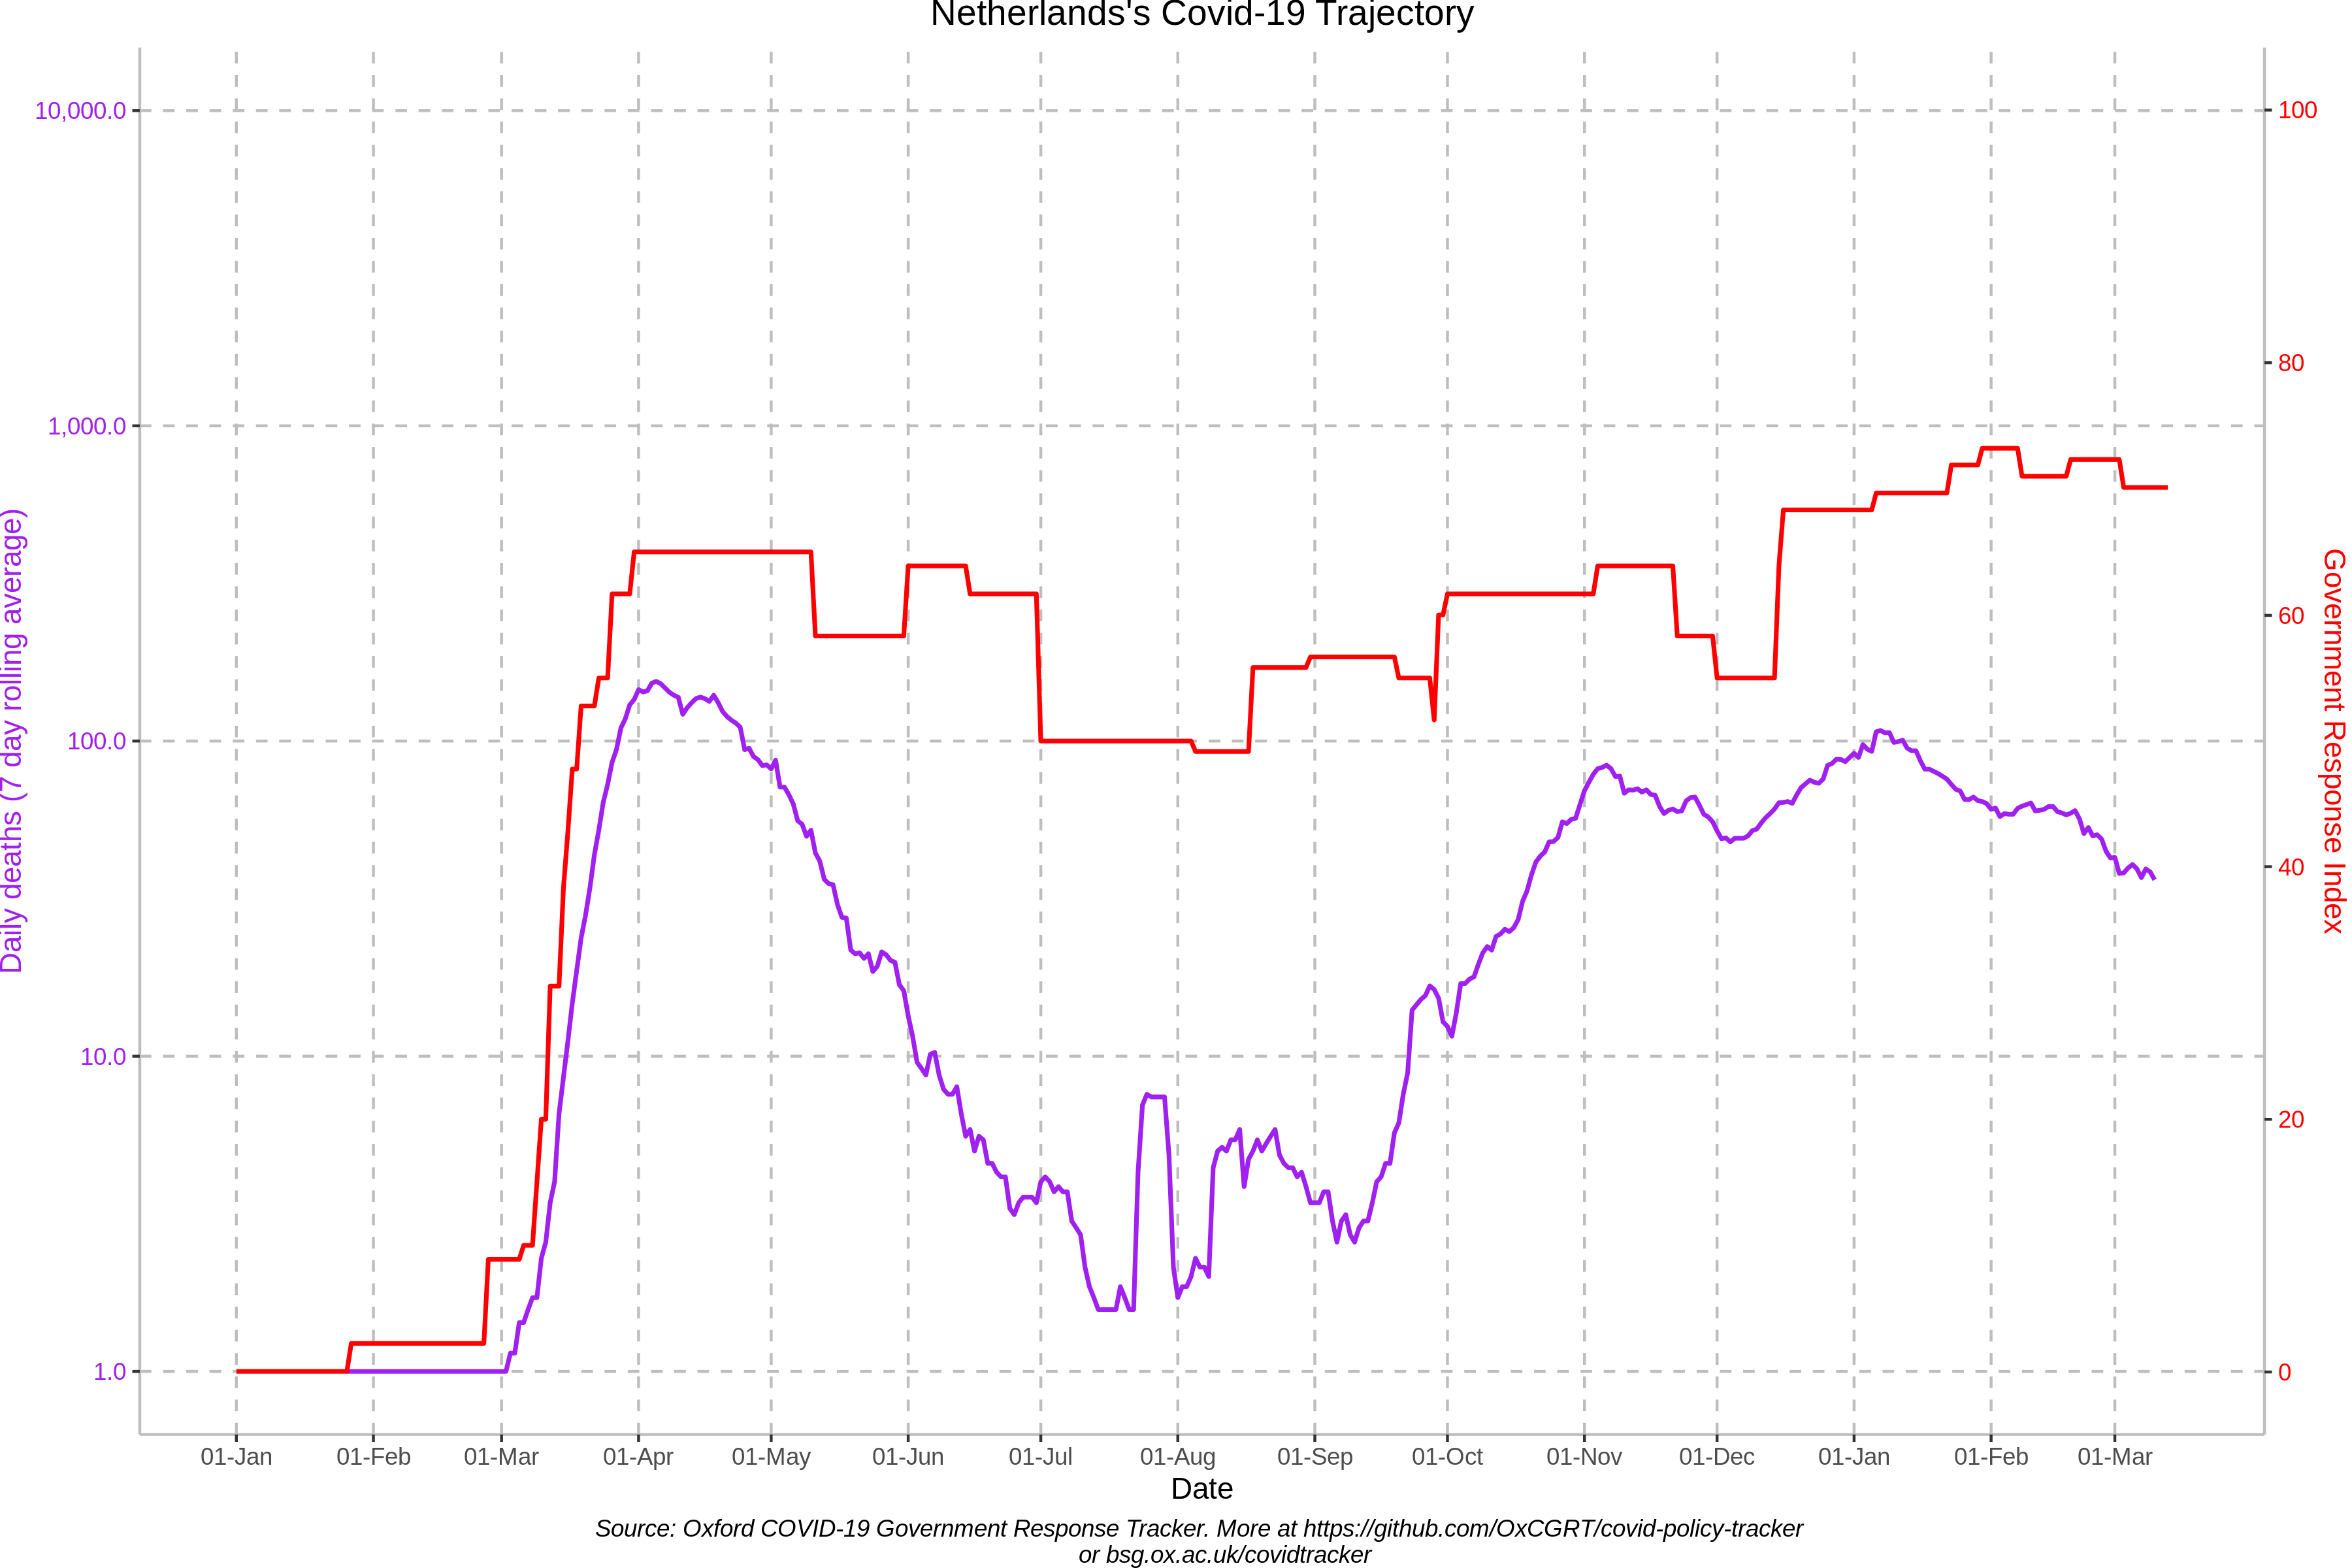 Netherlands's Covid-19 Trajectory
10,000.0
1,000.0
100.0
10.0
1.0
Daily deaths (7 day rolling average)
100
80
60
40
20
0
Government Response Index
01-Jan 01-Feb 01-Mar 01-Apr 01-May 01-Jun 01-Jul 01-Aug 01-Sep 01-Oct 01-Nov 01-Dec 01-Jan 01-Feb 01-Mar
Date
Source: Oxford COVID-19 Government Response Tracker. More at https://github.com/OxCGRT/covid-policy-tracker
or bsg.ox.ac.uk/covidtracker